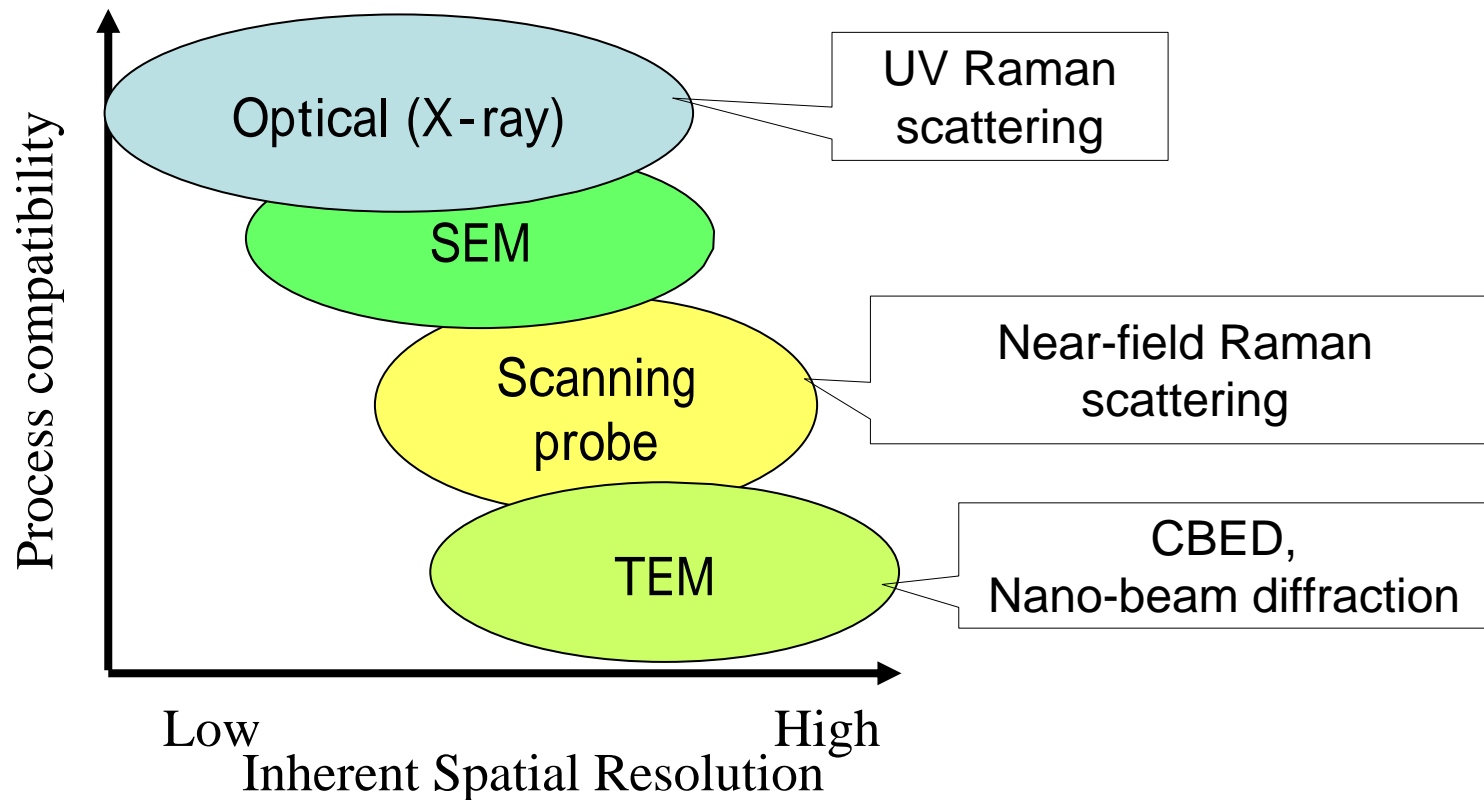 Process compatibility
Optical (X-ray)
UV Raman
scattering
SEM
Scanning
probe
Near-field Raman
scattering
TEM
CBED,
Nano-beam diffraction
Low
High
Inherent Spatial Resolution